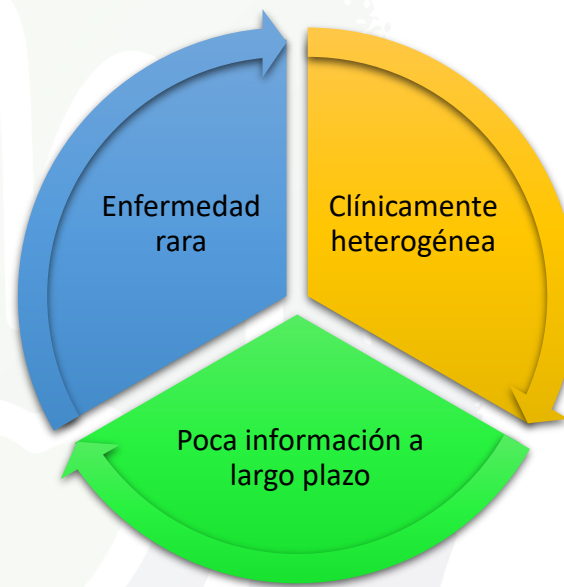 Enfermedad
rara
Clínicamente
heterogénea
Poca información a
largo plazo